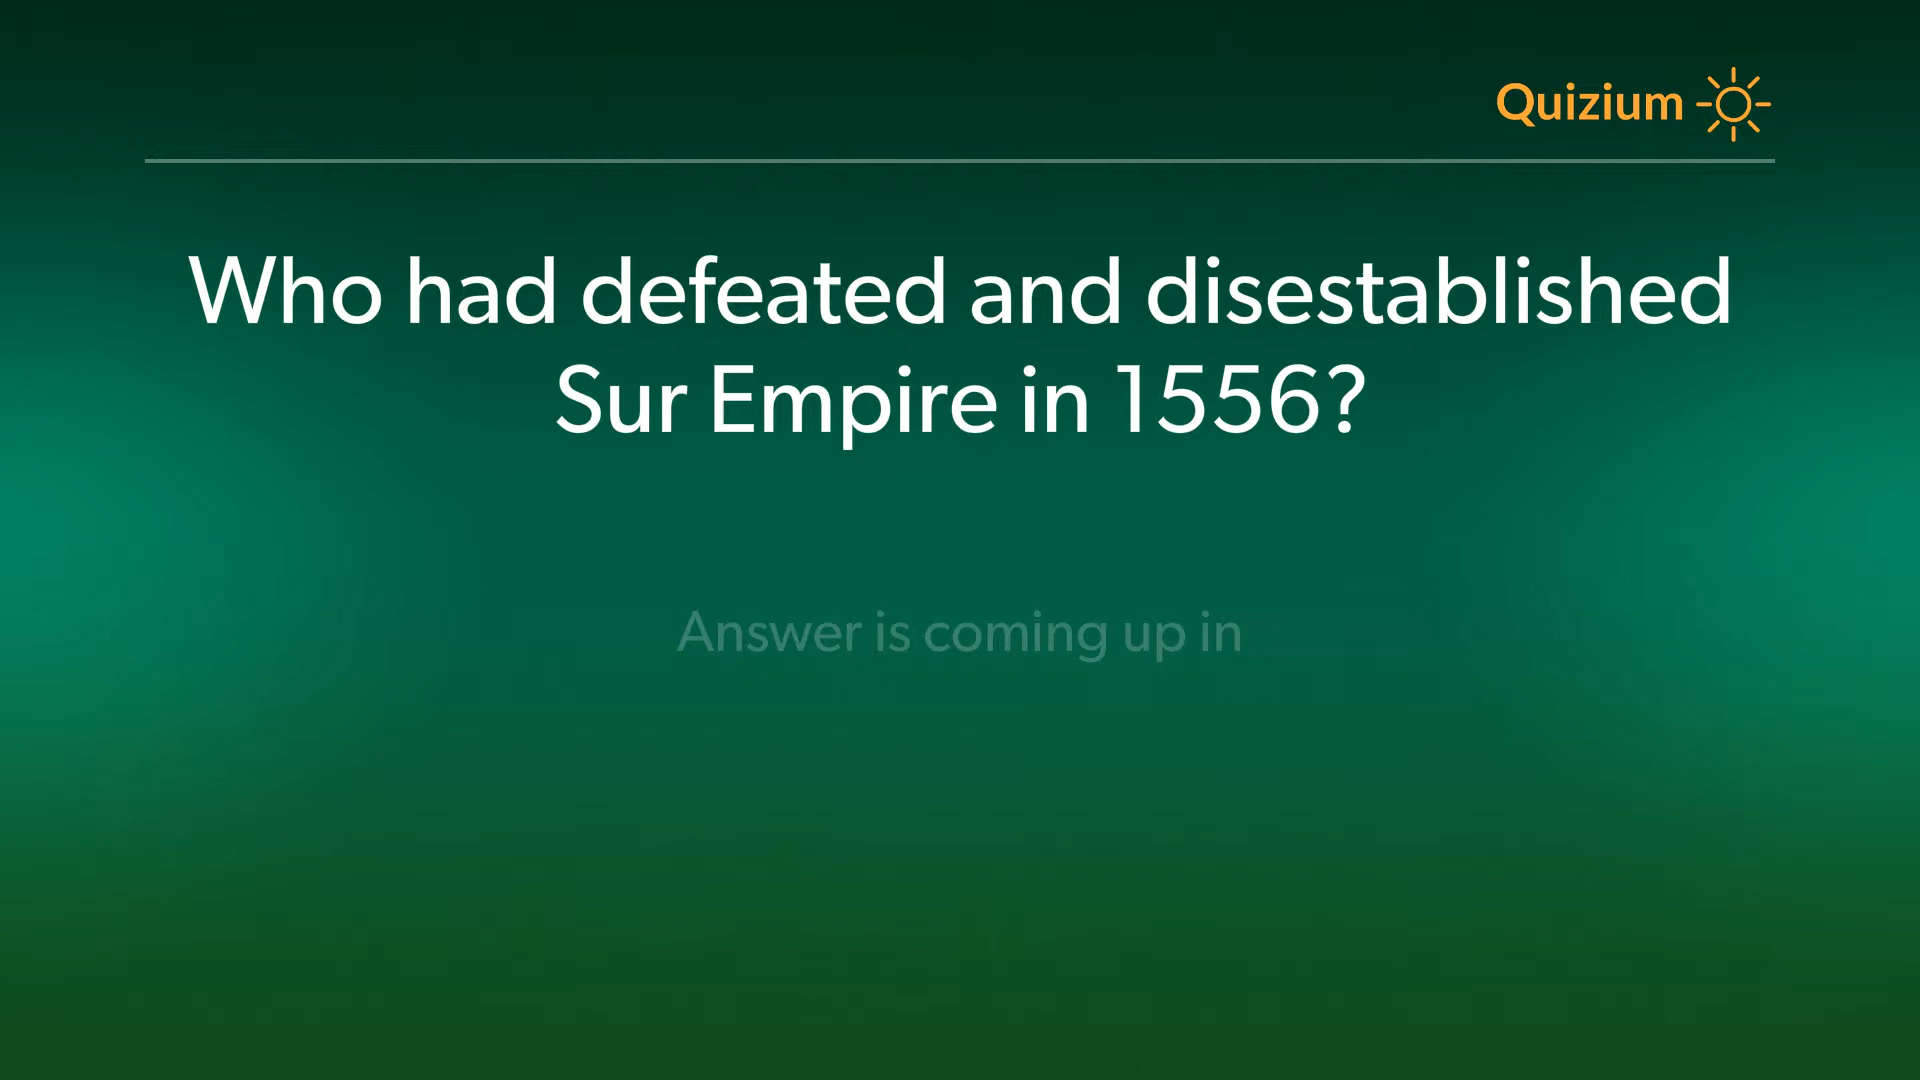 Quizium
Who had defeated and disestablished
Sur Empire in 1556?
Answer is coming up in